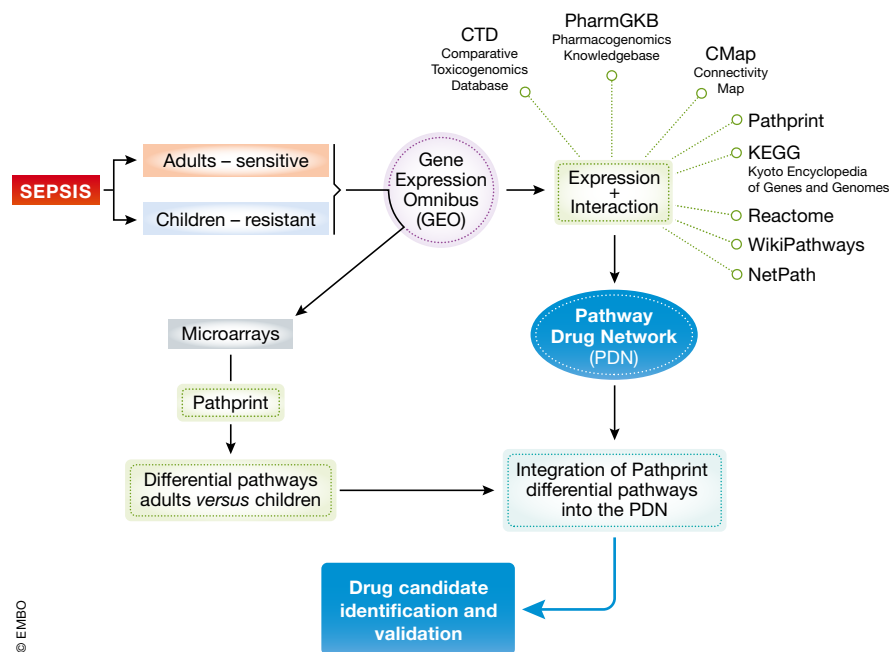 CTD
Comparative
Toxicogenomics
Database
PharmGKB
Pharmacogenomics
Knowledgebase
CMap
Connectivity
Map
Pathprint
KEGG
Kyoto Encyclopedia
of Genes and Genomes
Reactome
WikiPathways
NetPath
SEPSIS
Adults – sensitive
Children – resistant
Gene
Expression
Omnibus
(GEO)
Expression
+
Interaction
Pathway
Drug Network
(PDN)
Microarrays
Pathprint
Differential pathways
adults versus children
Integration of Pathprint
differential pathways
into the PDN
Drug candidate
identification and
validation
© EMBO